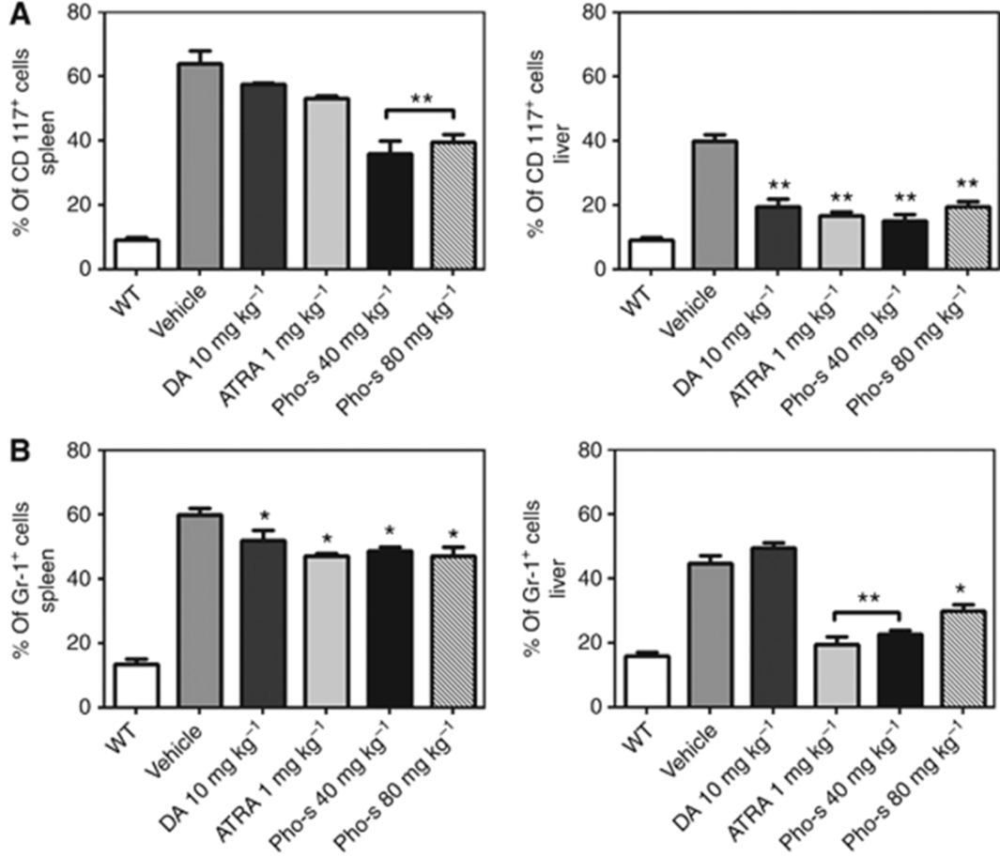 A
% Of CD 117⁺ cells
spleen
80
60
40
20
0
**
WT
Vehicle
DA 10 mg kg⁻¹
ATRA 1 mg kg⁻¹
Pho-s 40 mg kg⁻¹
Pho-s 80 mg kg⁻¹
% Of CD 117⁺ cells
liver
80
60
40
20
0
** ** ** **
WT
Vehicle
DA 10 mg kg⁻¹
ATRA 1 mg kg⁻¹
Pho-s 40 mg kg⁻¹
Pho-s 80 mg kg⁻¹
B
% Of Gr-1⁺ cells
spleen
80
60
40
20
0
* * * *
WT
Vehicle
DA 10 mg kg⁻¹
ATRA 1 mg kg⁻¹
Pho-s 40 mg kg⁻¹
Pho-s 80 mg kg⁻¹
% Of Gr-1⁺ cells
liver
80
60
40
20
0
** *
WT
Vehicle
DA 10 mg kg⁻¹
ATRA 1 mg kg⁻¹
Pho-s 40 mg kg⁻¹
Pho-s 80 mg kg⁻¹